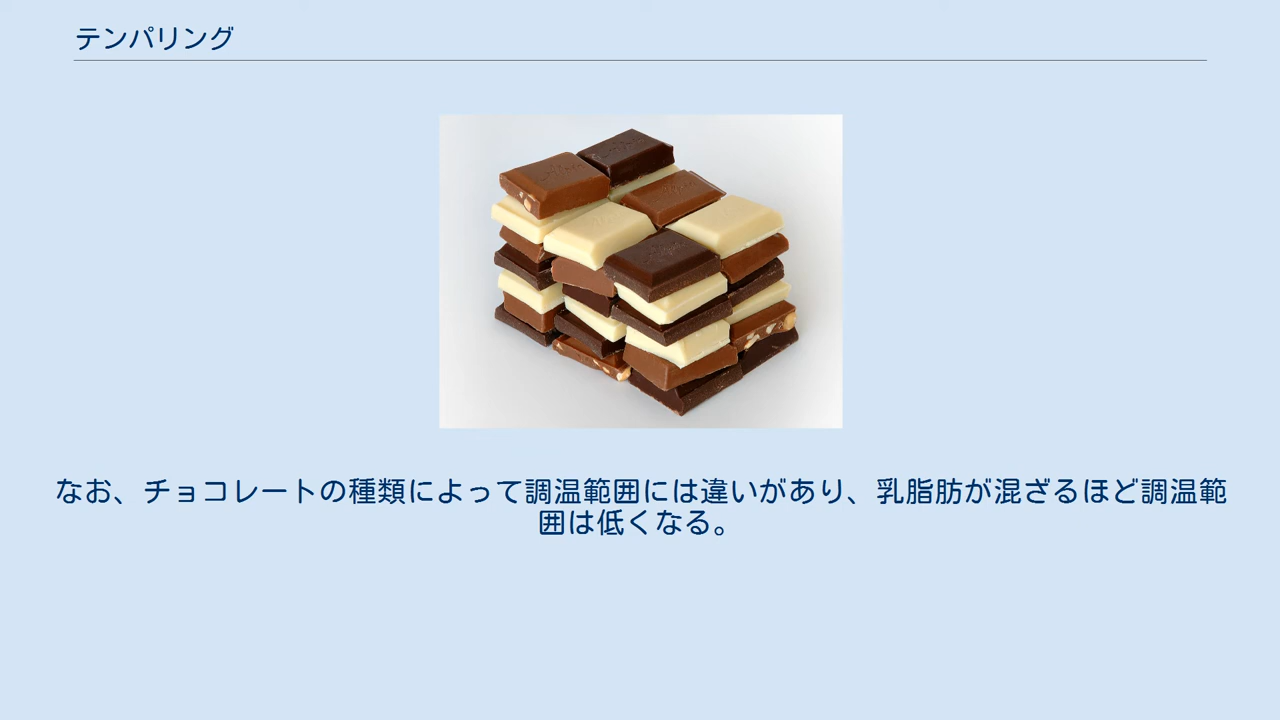 テンパリング
なお、チョコレートの種類によって調温範囲には違いがあり、乳脂肪が混ざるほど調温範
囲は低くなる。